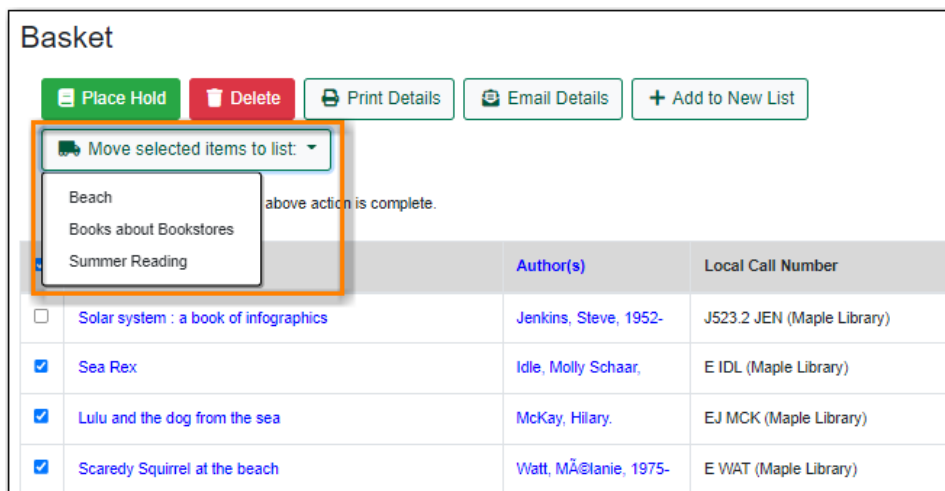 Basket
Place Hold Delete Print Details Email Details + Add to New List
Move selected items to list:
Beach
above action is complete.
Books about Bookstores
Summer Reading
Author(s) Local Call Number
Solar system : a book of infographics Jenkins, Steve, 1952- J523.2 JEN (Maple Library)
Sea Rex Idle, Molly Schaar, E IDL (Maple Library)
Lulu and the dog from the sea McKay, Hilary. EJ MCK (Maple Library)
Scaredy Squirrel at the beach Watt, MÃ©lanie, 1975- E WAT (Maple Library)